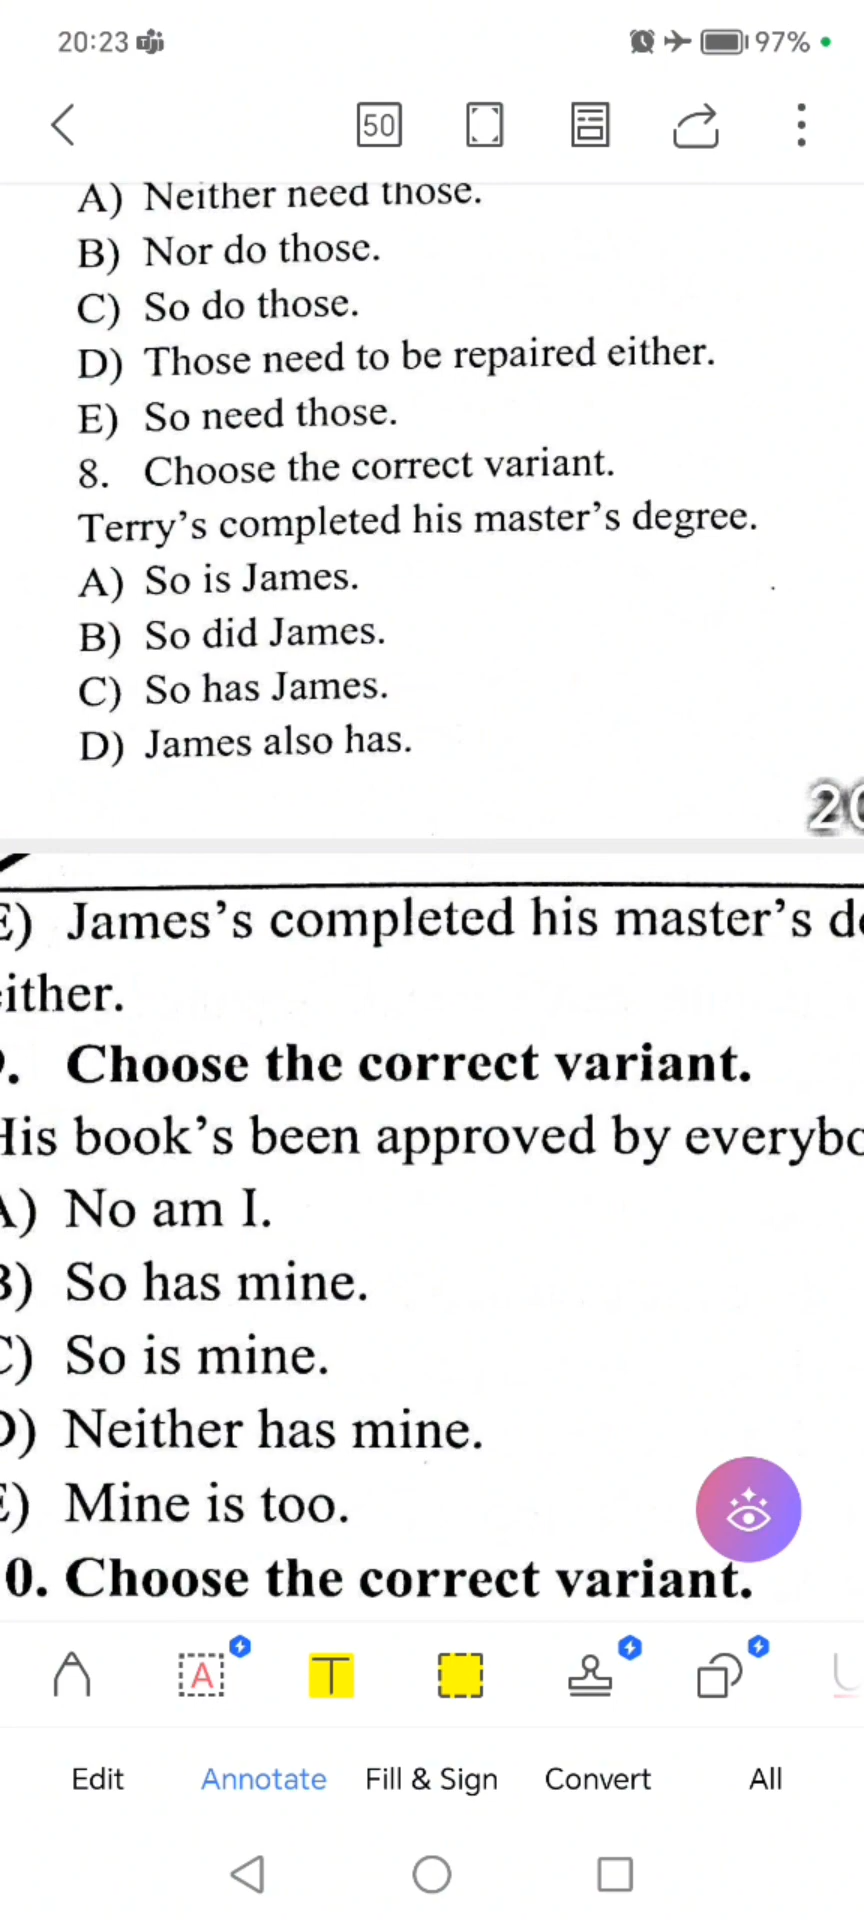 20:23
97%
50
A) Neither need those.
B) Nor do those.
C) So do those.
D) Those need to be repaired either.
E) So need those.
8. Choose the correct variant.
Terry's completed his master's degree.
A) So is James.
B) So did James.
C) So has James.
D) James also has.
20
E) James's completed his master's
. Choose the correct variant.
His book's been approved by
A) No am I.
B) So has mine.
C) So is mine.
D) Neither has mine.
E) Mine is too.
0. Choose the correct variant.
A
T
Edit
Annotate
Fill & Sign
Convert
All